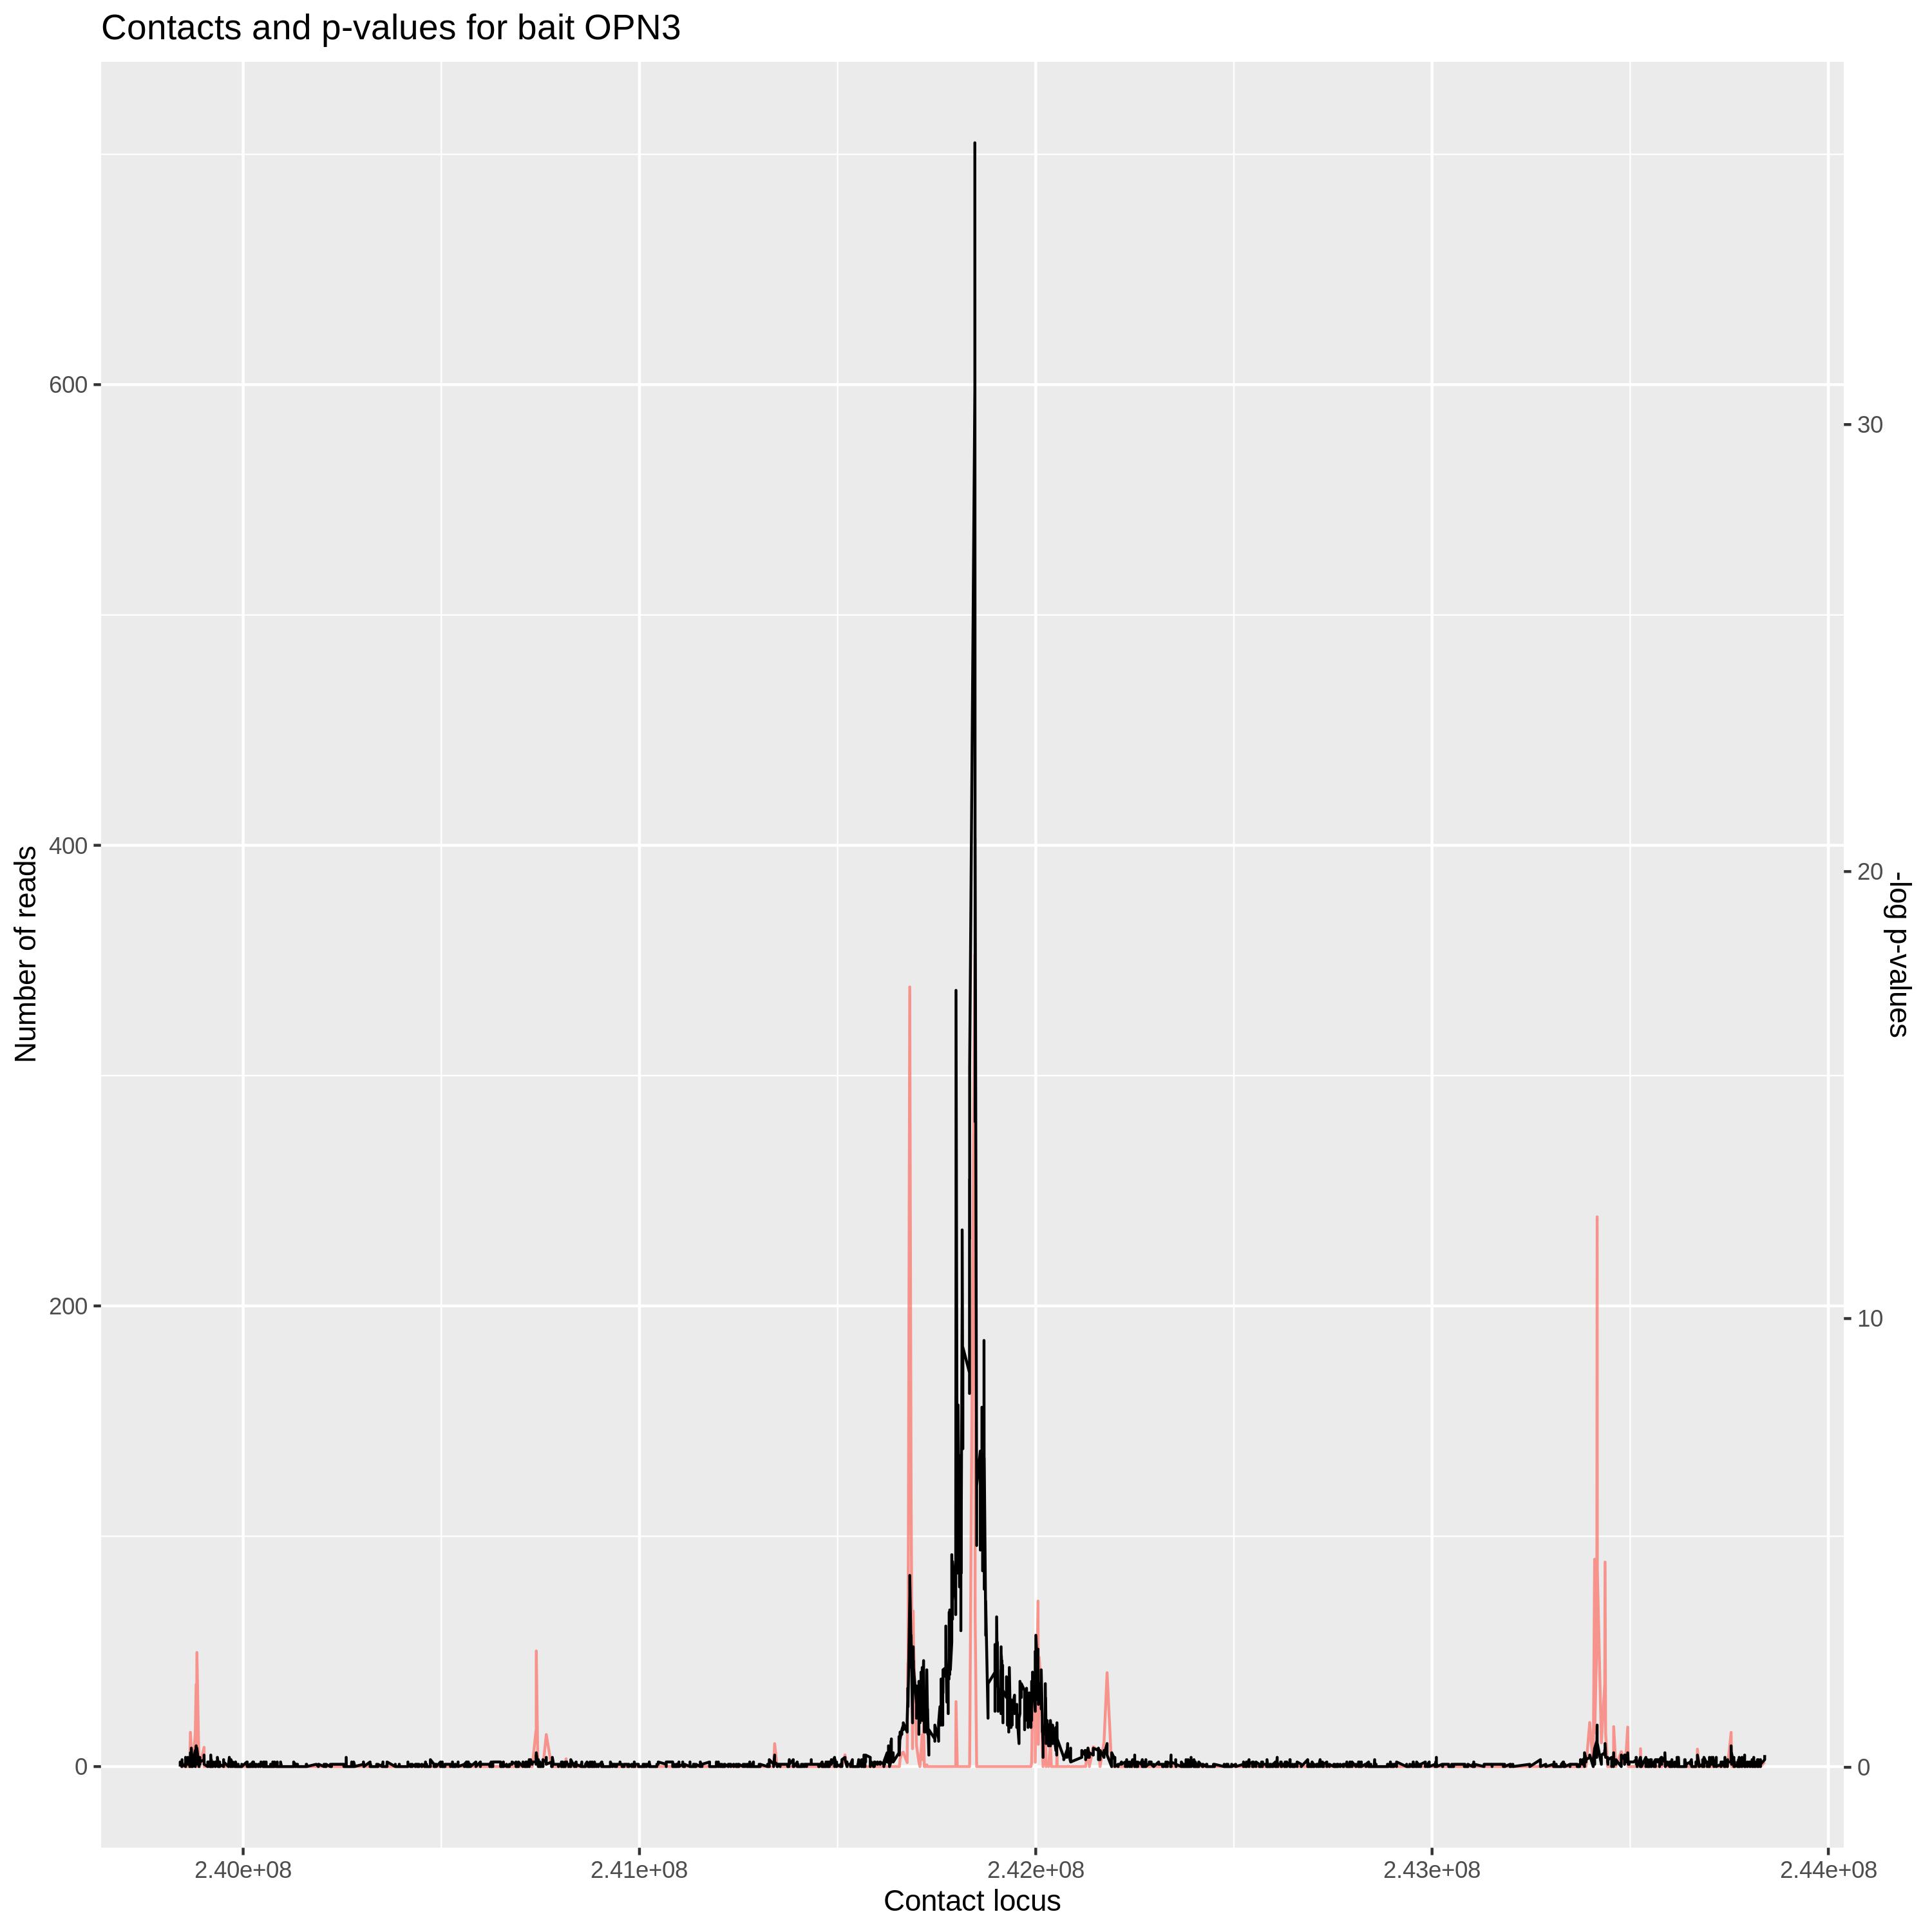 Contacts and p-values for bait OPN3
600
400
200
0
Number of reads
30
20
10
0
-log p-values
2.40e+08 2.41e+08 2.42e+08 2.43e+08 2.44e+08
Contact locus